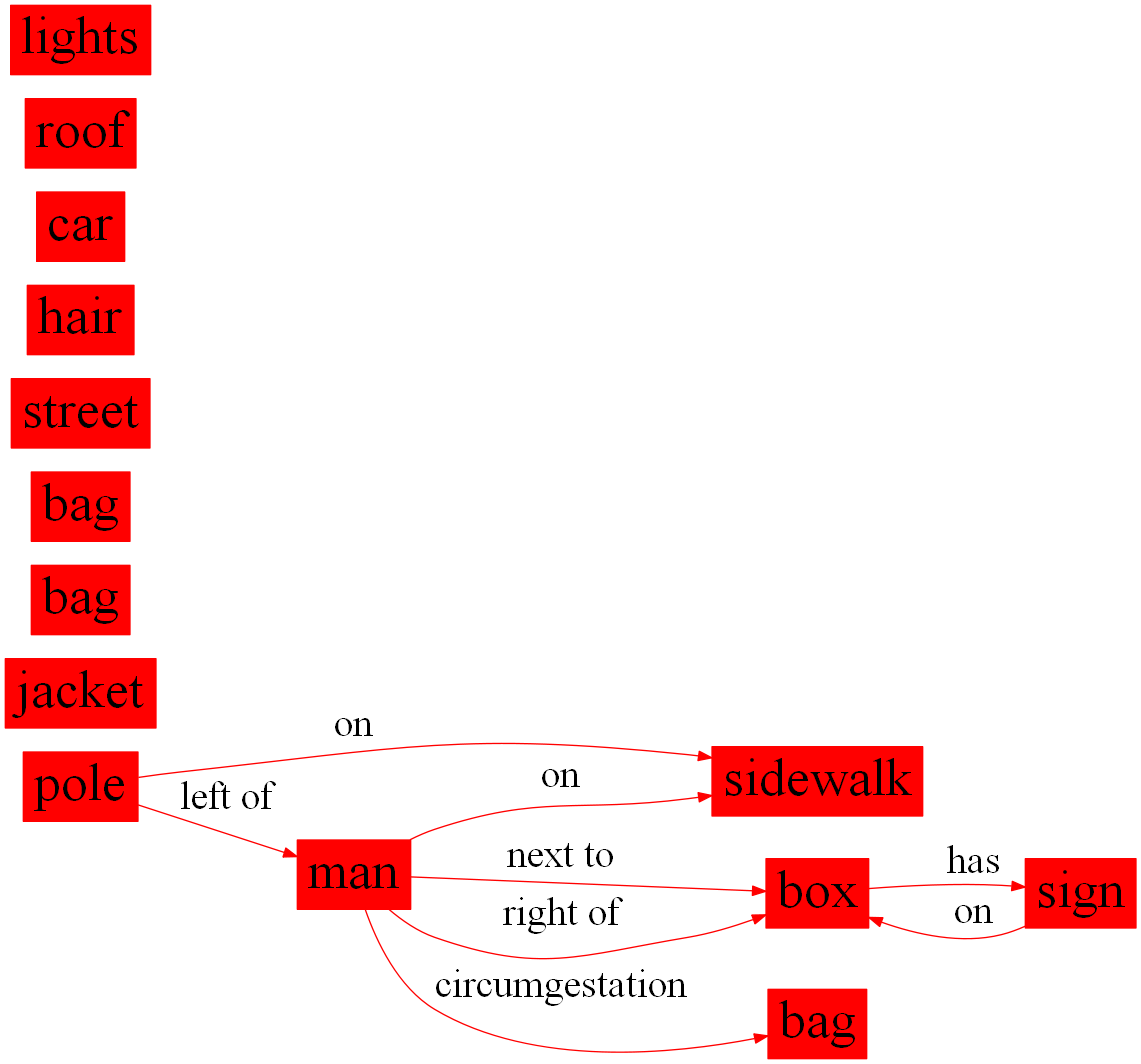 lights
roof
car
hair
street
bag
bag
jacket
on
pole
left of
sidewalk
on
man
next to
right of
box
has
on
sign
circumgestation
bag